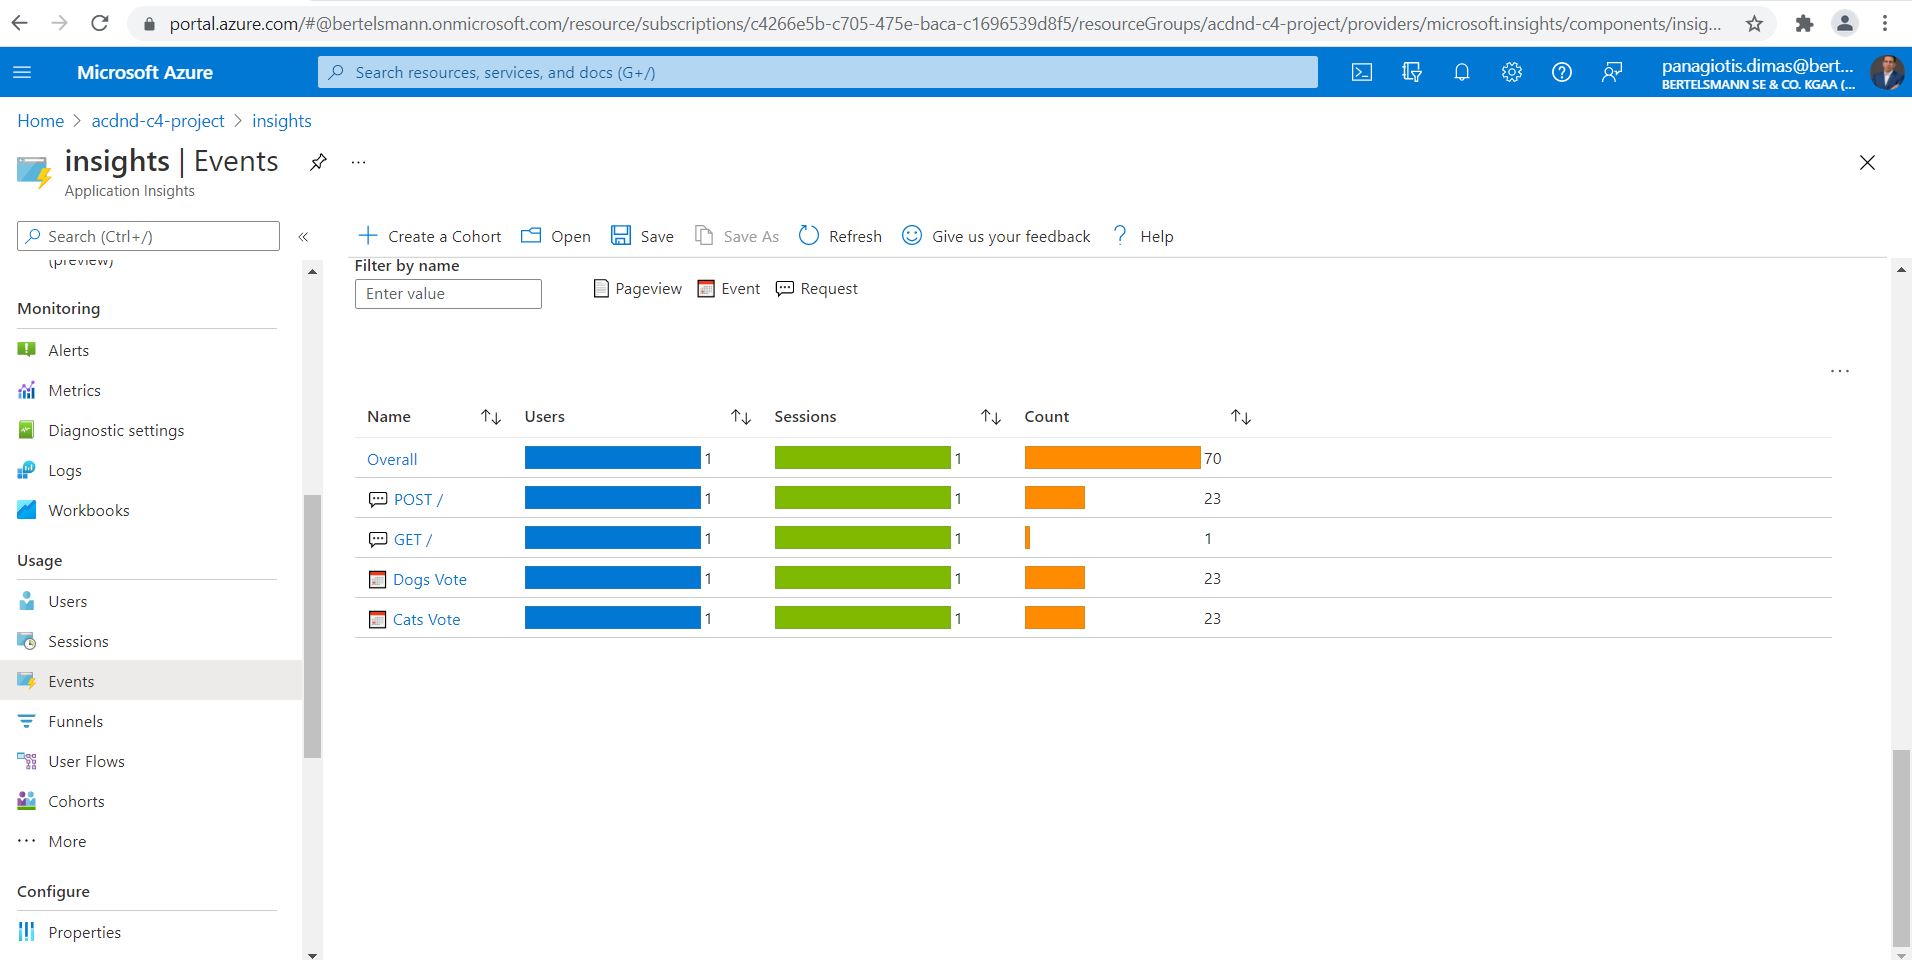 portal.azure.com/#@bertelsmann.onmicrosoft.com/resource/subscriptions/c4266e5b-c705-475e-baca-c1696539d8f5/resourceGroups/acdnd-c4-project/providers/microsoft.insights/components/insig...
Microsoft Azure
Search resources, services, and docs (G+/)
panagiotis.dimas@bert...
BERTELSMANN SE & CO. KGAA (...
Home > acdnd-c4-project > insights
insights | Events
...
Application Insights
Search (Ctrl+/)
«
Create a Cohort
Open
Save
Save As
Refresh
Give us your feedback
Help
(preview)
Monitoring
Alerts
Metrics
Diagnostic settings
Logs
Workbooks
Usage
Users
Sessions
Events
Funnels
User Flows
Cohorts
More
Configure
Properties
Filter by name
Enter value
Pageview
Event
Request
...
Name Users Sessions Count
Overall 1 1 70
POST / 1 1 23
GET / 1 1 1
Dogs Vote 1 1 23
Cats Vote 1 1 23